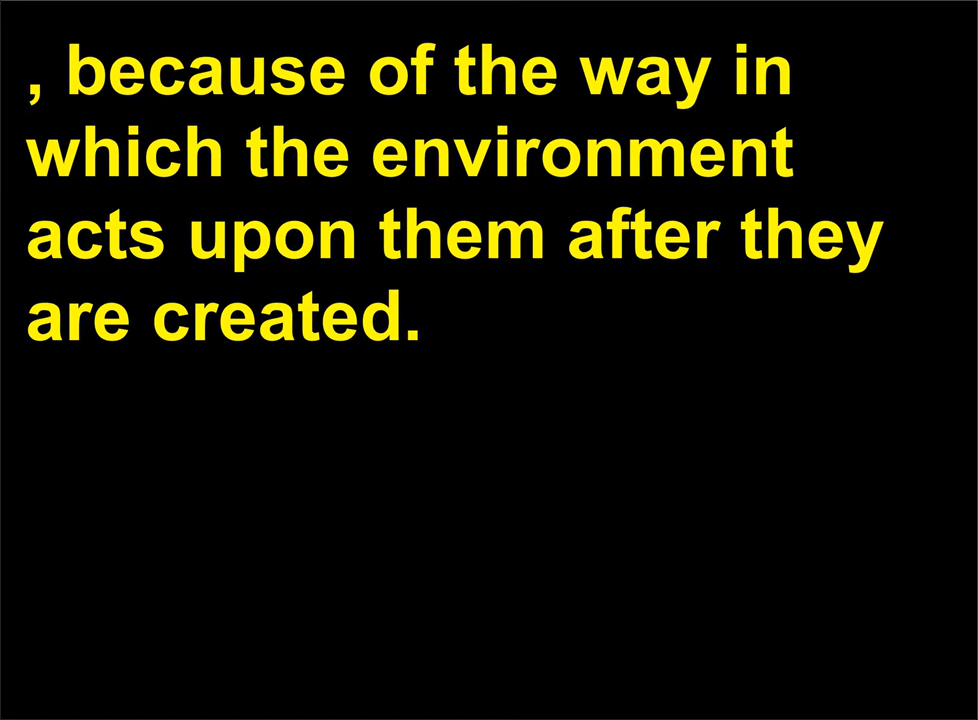 , because of the way in
which the environment
acts upon them after they
are created.